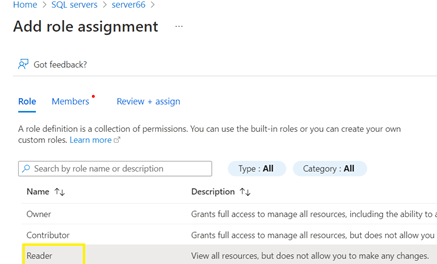 Home > SQL servers > server66 >
Add role assignment ...
Got feedback?
Role Members Review + assign
A role definition is a collection of permissions. You can use the built-in roles or you can create your own
custom roles. Learn more
Search by role name or description Type : All Category : All
Name ↑↓ Description ↑↓
Owner Grants full access to manage all resources, including the ability to a
Contributor Grants full access to manage all resources, but does not allow you
Reader View all resources, but does not allow you to make any changes.